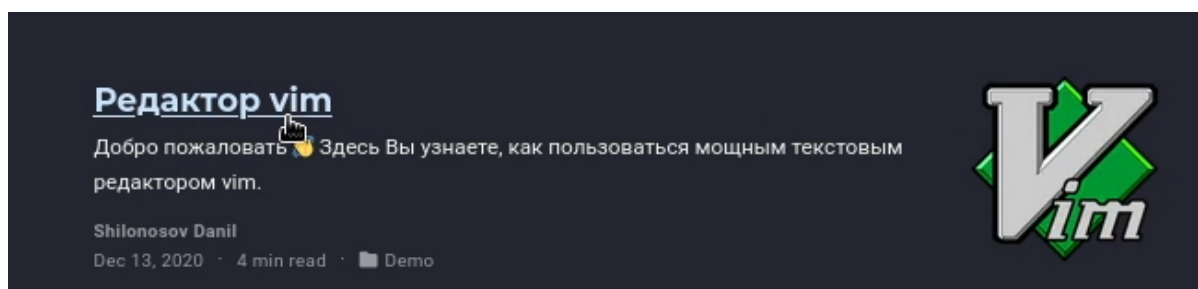 Редактор vim
Добро пожаловать 👋 Здесь Вы узнаете, как пользоваться мощным текстовым
редактором vim.
Shilonosov Danil
Dec 13, 2020 · 4 min read · Demo
Vim